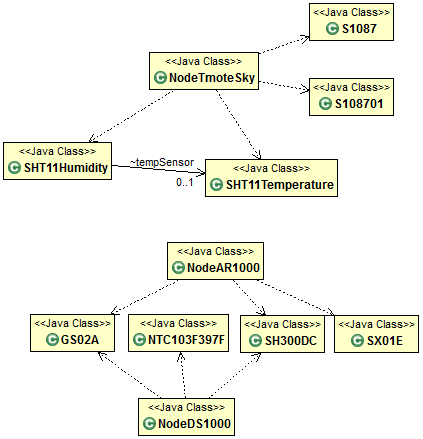 <<Java Class>>
S1087
<<Java Class>>
NodeTmoteSky
<<Java Class>>
S108701
<<Java Class>>
SHT11Humidity
~tempSensor
0..1
<<Java Class>>
SHT11Temperature
<<Java Class>>
NodeAR1000
<<Java Class>>
GS02A
<<Java Class>>
NTC103F397F
<<Java Class>>
SH300DC
<<Java Class>>
SX01E
<<Java Class>>
NodeDS1000